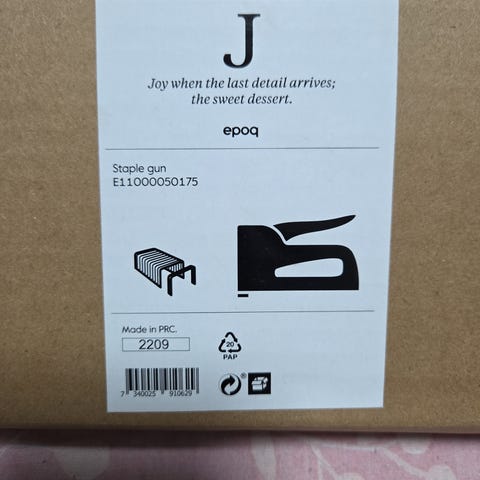 J
Joy when the last detail arrives;
the sweet dessert.
epoq
Staple gun
E11000050175
Made in PRC.
2209
20
PAP
®
7 340025 910629